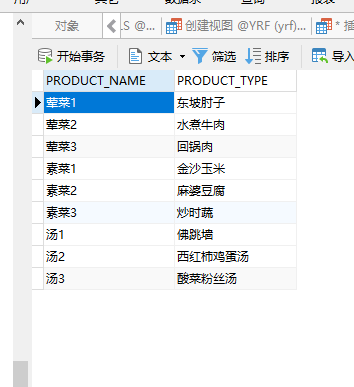 对象
@...
创建视图 @YRF (yrf)...
* 插
开始事务
文本
筛选
排序
导入
PRODUCT_NAME PRODUCT_TYPE
荤菜1 东坡肘子
荤菜2 水煮牛肉
荤菜3 回锅肉
素菜1 金沙玉米
素菜2 麻婆豆腐
素菜3 炒时蔬
汤1 佛跳墙
汤2 西红柿鸡蛋汤
汤3 酸菜粉丝汤